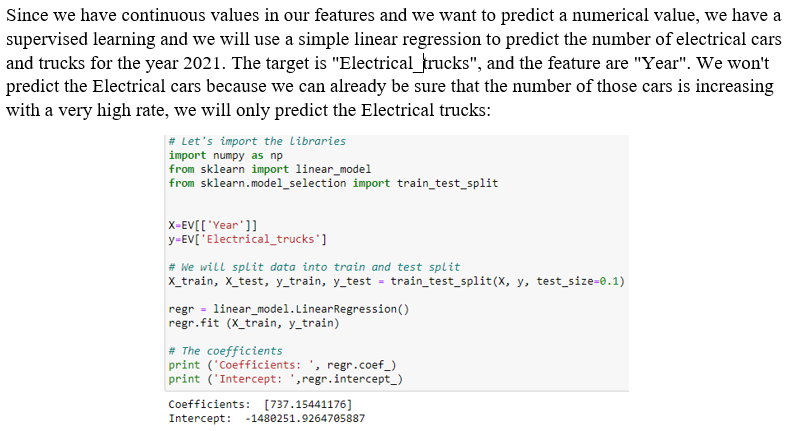 Since we have continuous values in our features and we want to predict a numerical value, we have a
supervised learning and we will use a simple linear regression to predict the number of electrical cars
and trucks for the year 2021. The target is "Electrical_trucks", and the feature are "Year". We won't
predict the Electrical cars because we can already be sure that the number of those cars is increasing
with a very high rate, we will only predict the Electrical trucks:
# Let's import the libraries
import numpy as np
from sklearn import linear_model
from sklearn.model_selection import train_test_split
X=EV[['Year']]
y=EV['Electrical_trucks']
# We will split data into train and test split
X_train, X_test, y_train, y_test = train_test_split(X, y, test_size=0.1)
regr = linear_model.LinearRegression()
regr.fit (X_train, y_train)
# The coefficients
print ('Coefficients: ', regr.coef_)
print ('Intercept: ',regr.intercept_)
Coefficients:  [737.15441176]
Intercept:  -1480251.9264705887